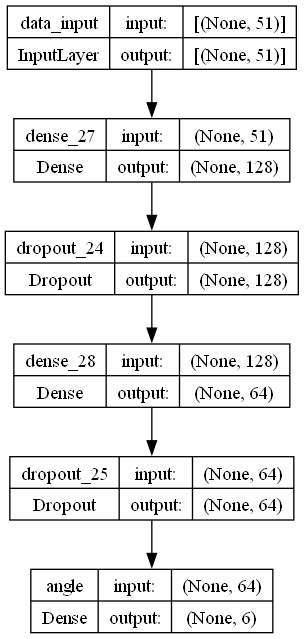 data_input input: [(None, 51)]
InputLayer output: [(None, 51)]
dense_27 input: (None, 51)
Dense output: (None, 128)
dropout_24 input: (None, 128)
Dropout output: (None, 128)
dense_28 input: (None, 128)
Dense output: (None, 64)
dropout_25 input: (None, 64)
Dropout output: (None, 64)
angle input: (None, 64)
Dense output: (None, 6)